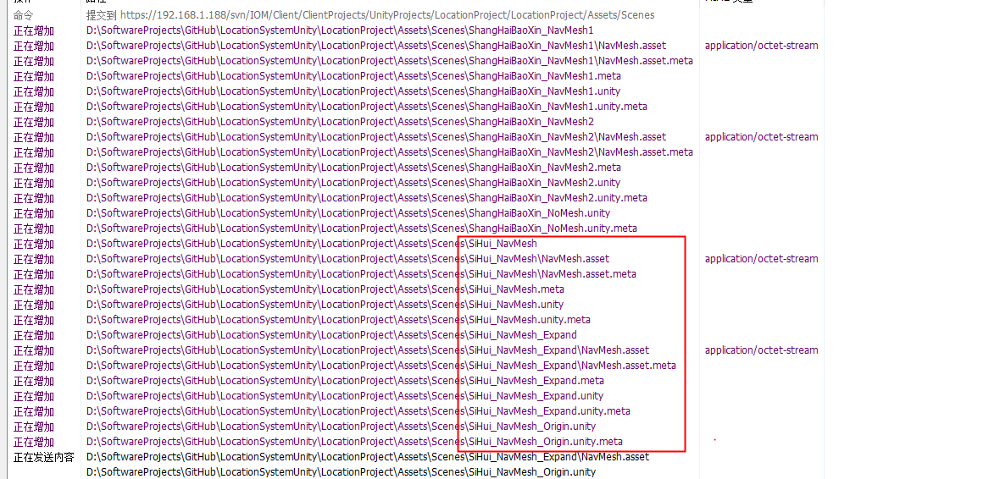 命令 提交到 https://192.168.1.188/svn/IOM/Client/ClientProjects/UnityProjects/LocationProject/LocationProject/Assets/Scenes
正在增加 D:\SoftwareProjects\GitHub\LocationSystemUnity\LocationProject\Assets\Scenes\ShangHaiBaoXin_NavMesh1
正在增加 D:\SoftwareProjects\GitHub\LocationSystemUnity\LocationProject\Assets\Scenes\ShangHaiBaoXin_NavMesh1\NavMesh.asset application/octet-stream
正在增加 D:\SoftwareProjects\GitHub\LocationSystemUnity\LocationProject\Assets\Scenes\ShangHaiBaoXin_NavMesh1\NavMesh.asset.meta
正在增加 D:\SoftwareProjects\GitHub\LocationSystemUnity\LocationProject\Assets\Scenes\ShangHaiBaoXin_NavMesh1.meta
正在增加 D:\SoftwareProjects\GitHub\LocationSystemUnity\LocationProject\Assets\Scenes\ShangHaiBaoXin_NavMesh1.unity
正在增加 D:\SoftwareProjects\GitHub\LocationSystemUnity\LocationProject\Assets\Scenes\ShangHaiBaoXin_NavMesh1.unity.meta
正在增加 D:\SoftwareProjects\GitHub\LocationSystemUnity\LocationProject\Assets\Scenes\ShangHaiBaoXin_NavMesh2
正在增加 D:\SoftwareProjects\GitHub\LocationSystemUnity\LocationProject\Assets\Scenes\ShangHaiBaoXin_NavMesh2\NavMesh.asset application/octet-stream
正在增加 D:\SoftwareProjects\GitHub\LocationSystemUnity\LocationProject\Assets\Scenes\ShangHaiBaoXin_NavMesh2\NavMesh.asset.meta
正在增加 D:\SoftwareProjects\GitHub\LocationSystemUnity\LocationProject\Assets\Scenes\ShangHaiBaoXin_NavMesh2.meta
正在增加 D:\SoftwareProjects\GitHub\LocationSystemUnity\LocationProject\Assets\Scenes\ShangHaiBaoXin_NavMesh2.unity
正在增加 D:\SoftwareProjects\GitHub\LocationSystemUnity\LocationProject\Assets\Scenes\ShangHaiBaoXin_NavMesh2.unity.meta
正在增加 D:\SoftwareProjects\GitHub\LocationSystemUnity\LocationProject\Assets\Scenes\ShangHaiBaoXin_NoMesh.unity
正在增加 D:\SoftwareProjects\GitHub\LocationSystemUnity\LocationProject\Assets\Scenes\ShangHaiBaoXin_NoMesh.unity.meta
正在增加 D:\SoftwareProjects\GitHub\LocationSystemUnity\LocationProject\Assets\Scenes\SiHui_NavMesh
正在增加 D:\SoftwareProjects\GitHub\LocationSystemUnity\LocationProject\Assets\Scenes\SiHui_NavMesh\NavMesh.asset application/octet-stream
正在增加 D:\SoftwareProjects\GitHub\LocationSystemUnity\LocationProject\Assets\Scenes\SiHui_NavMesh\NavMesh.asset.meta
正在增加 D:\SoftwareProjects\GitHub\LocationSystemUnity\LocationProject\Assets\Scenes\SiHui_NavMesh.meta
正在增加 D:\SoftwareProjects\GitHub\LocationSystemUnity\LocationProject\Assets\Scenes\SiHui_NavMesh.unity
正在增加 D:\SoftwareProjects\GitHub\LocationSystemUnity\LocationProject\Assets\Scenes\SiHui_NavMesh.unity.meta
正在增加 D:\SoftwareProjects\GitHub\LocationSystemUnity\LocationProject\Assets\Scenes\SiHui_NavMesh_Expand
正在增加 D:\SoftwareProjects\GitHub\LocationSystemUnity\LocationProject\Assets\Scenes\SiHui_NavMesh_Expand\NavMesh.asset application/octet-stream
正在增加 D:\SoftwareProjects\GitHub\LocationSystemUnity\LocationProject\Assets\Scenes\SiHui_NavMesh_Expand\NavMesh.asset.meta
正在增加 D:\SoftwareProjects\GitHub\LocationSystemUnity\LocationProject\Assets\Scenes\SiHui_NavMesh_Expand.meta
正在增加 D:\SoftwareProjects\GitHub\LocationSystemUnity\LocationProject\Assets\Scenes\SiHui_NavMesh_Expand.unity
正在增加 D:\SoftwareProjects\GitHub\LocationSystemUnity\LocationProject\Assets\Scenes\SiHui_NavMesh_Expand.unity.meta
正在增加 D:\SoftwareProjects\GitHub\LocationSystemUnity\LocationProject\Assets\Scenes\SiHui_NavMesh_Origin.unity
正在增加 D:\SoftwareProjects\GitHub\LocationSystemUnity\LocationProject\Assets\Scenes\SiHui_NavMesh_Origin.unity.meta
正在发送内容 D:\SoftwareProjects\GitHub\LocationSystemUnity\LocationProject\Assets\Scenes\SiHui_NavMesh_Expand\NavMesh.asset
D:\SoftwareProjects\GitHub\LocationSystemUnity\LocationProject\Assets\Scenes\SiHui_NavMesh_Origin.unity